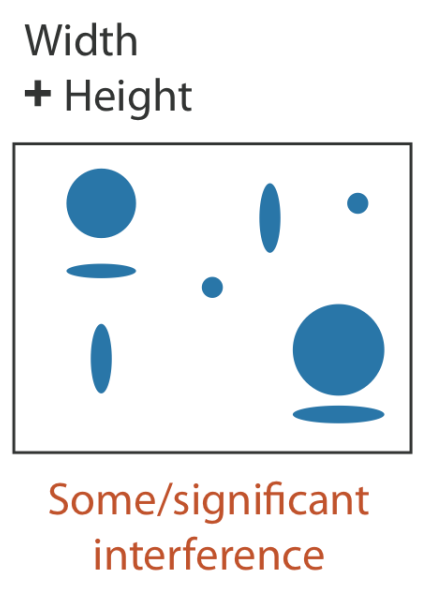 Width
+ Height
Some/significant
interference